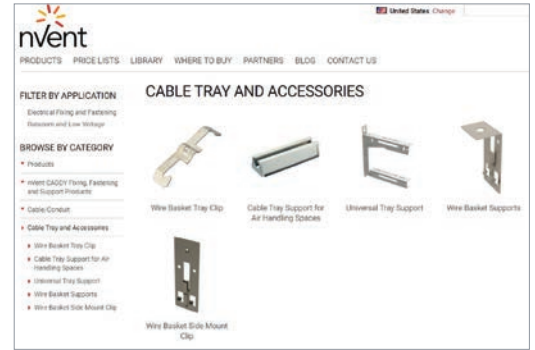 nvent
United States Change
PRODUCTS PRICE LISTS LIBRARY WHERE TO BUY PARTNERS BLOG CONTACT US
FILTER BY APPLICATION
Electrical Fixing and Fastening
Datacom and Low Voltage
BROWSE BY CATEGORY
Products
nVent CADDY Fixing, Fastening
and Support Products
Cable/Conduit
Cable Tray and Accessories
Wire Basket Tray Clip
Cable Tray Support for Air
Handling Spaces
Universal Tray Support
Wire Basket Supports
Wire Basket Side Mount Clip
CABLE TRAY AND ACCESSORIES
Wire Basket Tray Clip
Cable Tray Support for
Air Handling Spaces
Universal Tray Support
Wire Basket Supports
Wire Basket Side Mount
Clip